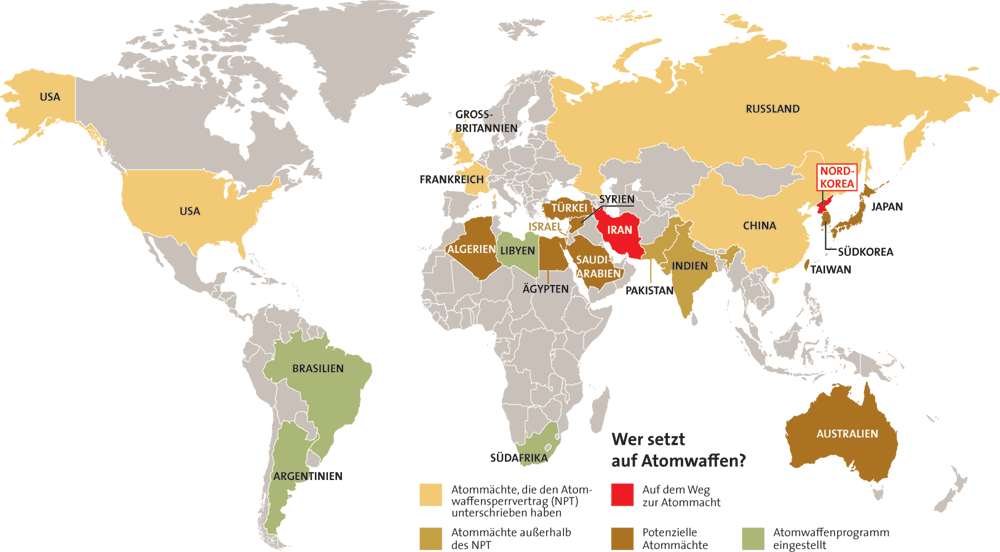 USA
RUSSLAND
GROSS-
BRITANNIEN
NORD-
KOREA
FRANKREICH
SYRIEN
TÜRKEI
JAPAN
USA
ISRAEL
IRAN
CHINA
ALGERIEN
LIBYEN
SÜDKOREA
SAUDI-
ARABIEN
INDIEN
TAIWAN
ÄGYPTEN
PAKISTAN
BRASILIEN
AUSTRALIEN
SÜDAFRIKA
ARGENTINIEN
Wer setzt
auf Atomwaffen?
Atommächte, die den Atom-
waffensperrvertrag (NPT)
unterschrieben haben
Auf dem Weg
zur Atommacht
Atommächte außerhalb
des NPT
Potenzielle
Atommächte
Atomwaffenprogramm
eingestellt